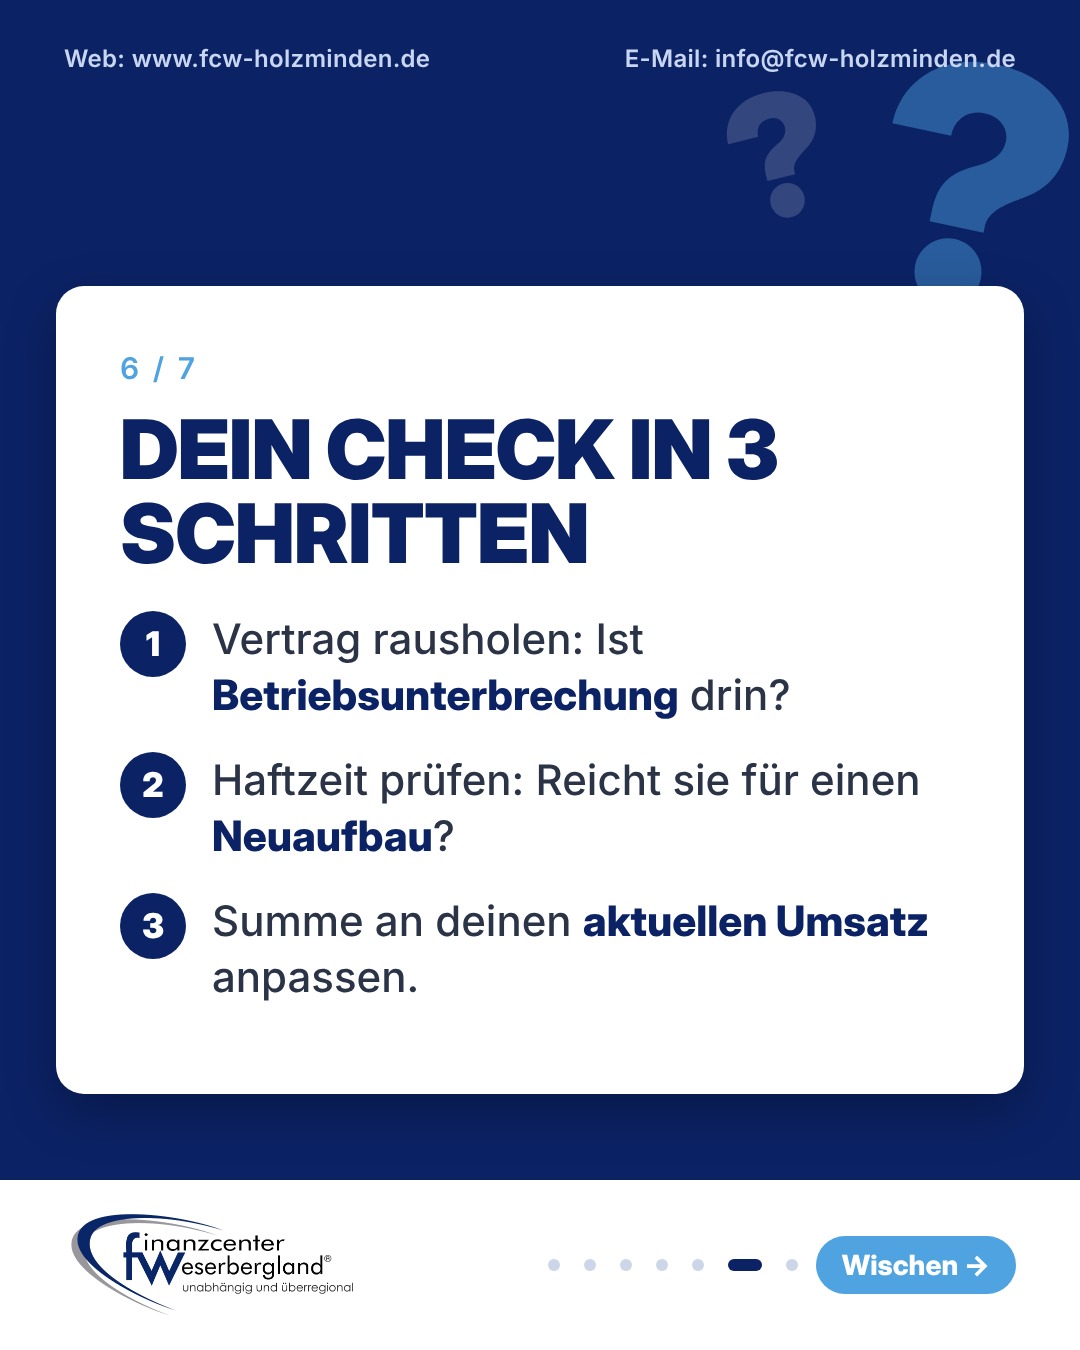 Web: www.fcw-holzminden.de
E-Mail: info@fcw-holzminden.de
? ?
6 / 7
DEIN CHECK IN 3
SCHRITTEN
1 Vertrag rausholen: Ist
Betriebsunterbrechung drin?
2 Haftzeit prüfen: Reicht sie für einen
Neuaufbau?
3 Summe an deinen aktuellen Umsatz
anpassen.
finanzcenter
Weserbergland®
unabhängig und überregional
Wischen →